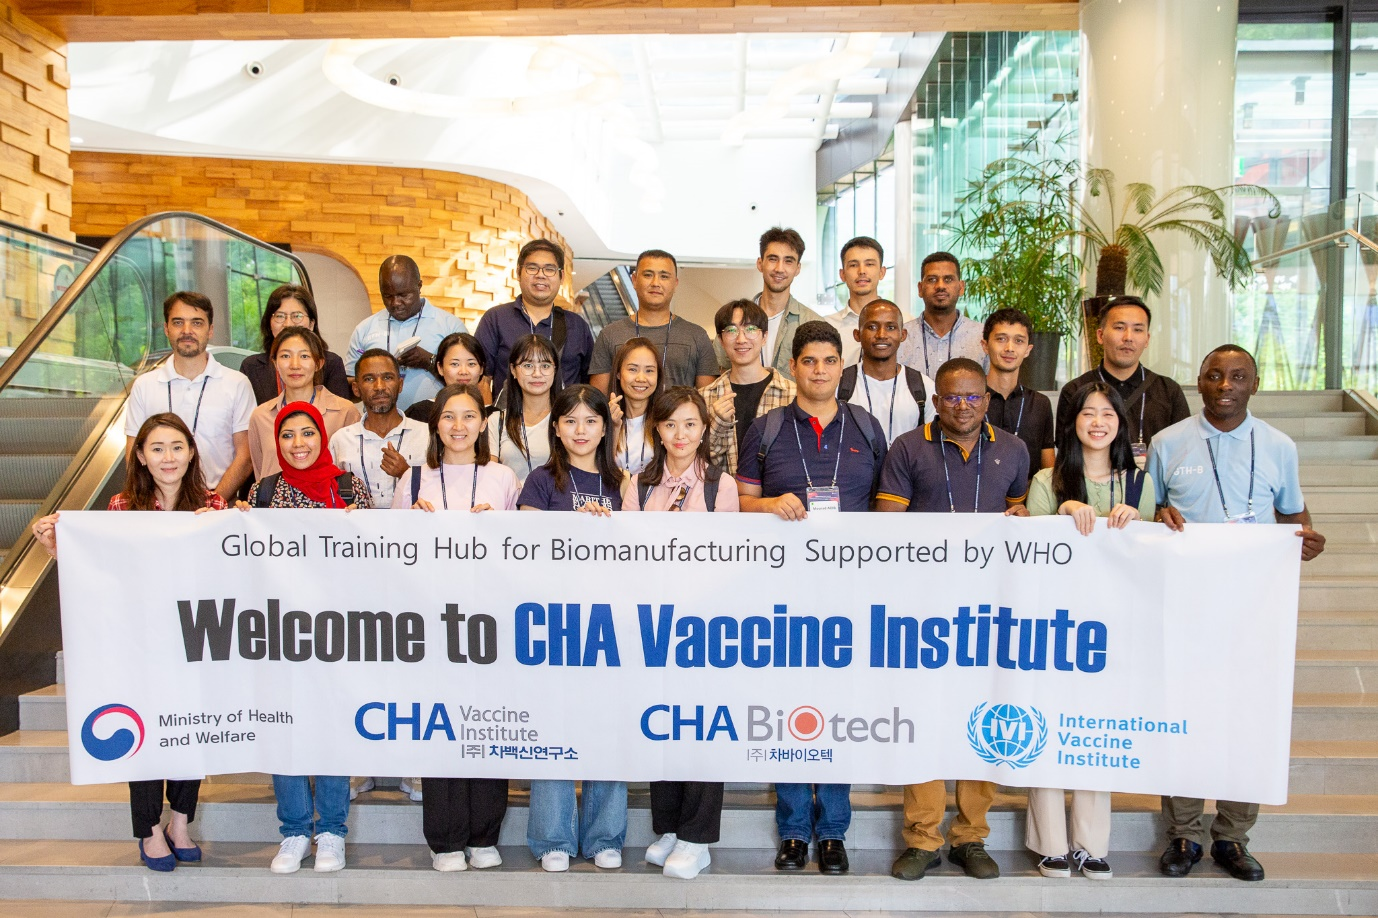 Global Training Hub for Biomanufacturing Supported by WHO
Welcome to CHA Vaccine Institute
Ministry of Health
and Welfare
CHA Vaccine
Institute
(주)차백신연구소
CHA Biotech
(주)차바이오텍
IVI
International
Vaccine
Institute